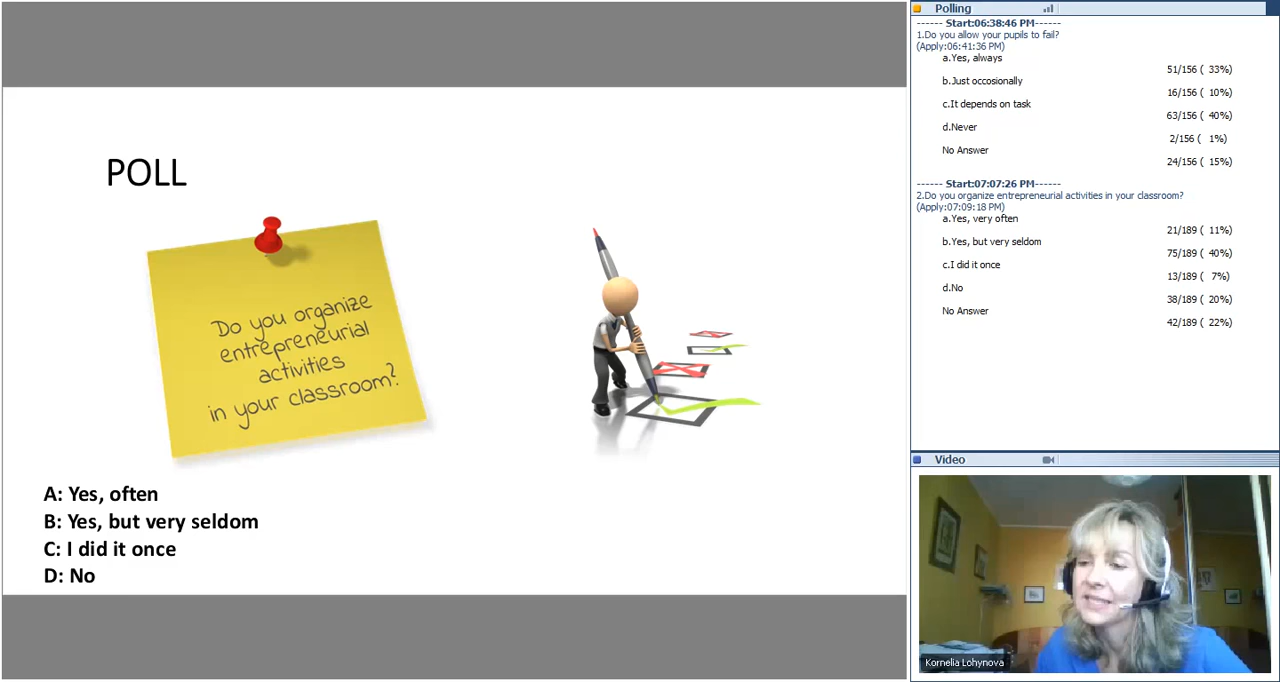 POLL
Do you organize
entrepreneurial
activities
in your classroom?
A: Yes, often
B: Yes, but very seldom
C: I did it once
D: No
Polling
------ Start:06:38:46 PM------
1.Do you allow your pupils to fail?
(Apply:06:41:36 PM)
a.Yes, always
51/156 ( 33%)
b.Just occosionally
16/156 ( 10%)
c.It depends on task
63/156 ( 40%)
d.Never
2/156 ( 1%)
No Answer
24/156 ( 15%)
------ Start:07:07:26 PM------
2.Do you organize entrepreneurial activities in your classroom?
(Apply:07:09:18 PM)
a.Yes, very often
21/189 ( 11%)
b.Yes, but very seldom
75/189 ( 40%)
c.I did it once
13/189 ( 7%)
d.No
38/189 ( 20%)
No Answer
42/189 ( 22%)
Video
Kornelia Lohynova